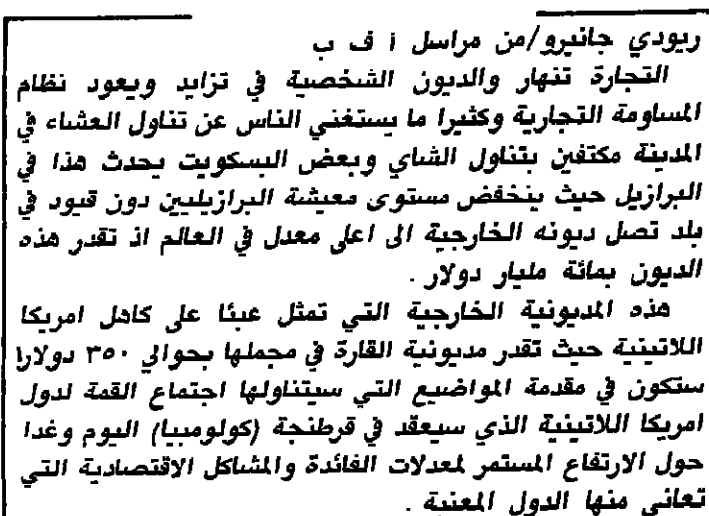 ريودي جانيرو/من مراسل ا ف ب
التجارة تنهار والديون الشخصية في تزايد ويعود نظام
المساومة التجارية وكثيرا ما يستغني الناس عن تناول العشاء في
المدينة مكتفين بتناول الشاي وبعض البسكويت يحدث هذا في
البرازيل حيث ينخفض مستوى معيشة البرازيليين دون قيود في
بلد تصل ديونه الخارجية الى اعلى معدل في العالم اذ تقدر هذه
الديون بمائة مليار دولار .
هذه المديونية الخارجية التي تمثل عبئا على كاهل امريكا
اللاتينية حيث تقدر مديونية القارة في مجملها بحوالي ٣٥٠ دولارا
ستكون في مقدمة المواضيع التي سيتناولها اجتماع القمة لدول
امريكا اللاتينية الذي سيعقد في قرطنجة (كولومبيا) اليوم وغدا
حول الارتفاع المستمر لمعدلات الفائدة والمشاكل الاقتصادية التي
تعاني منها الدول المعنية .